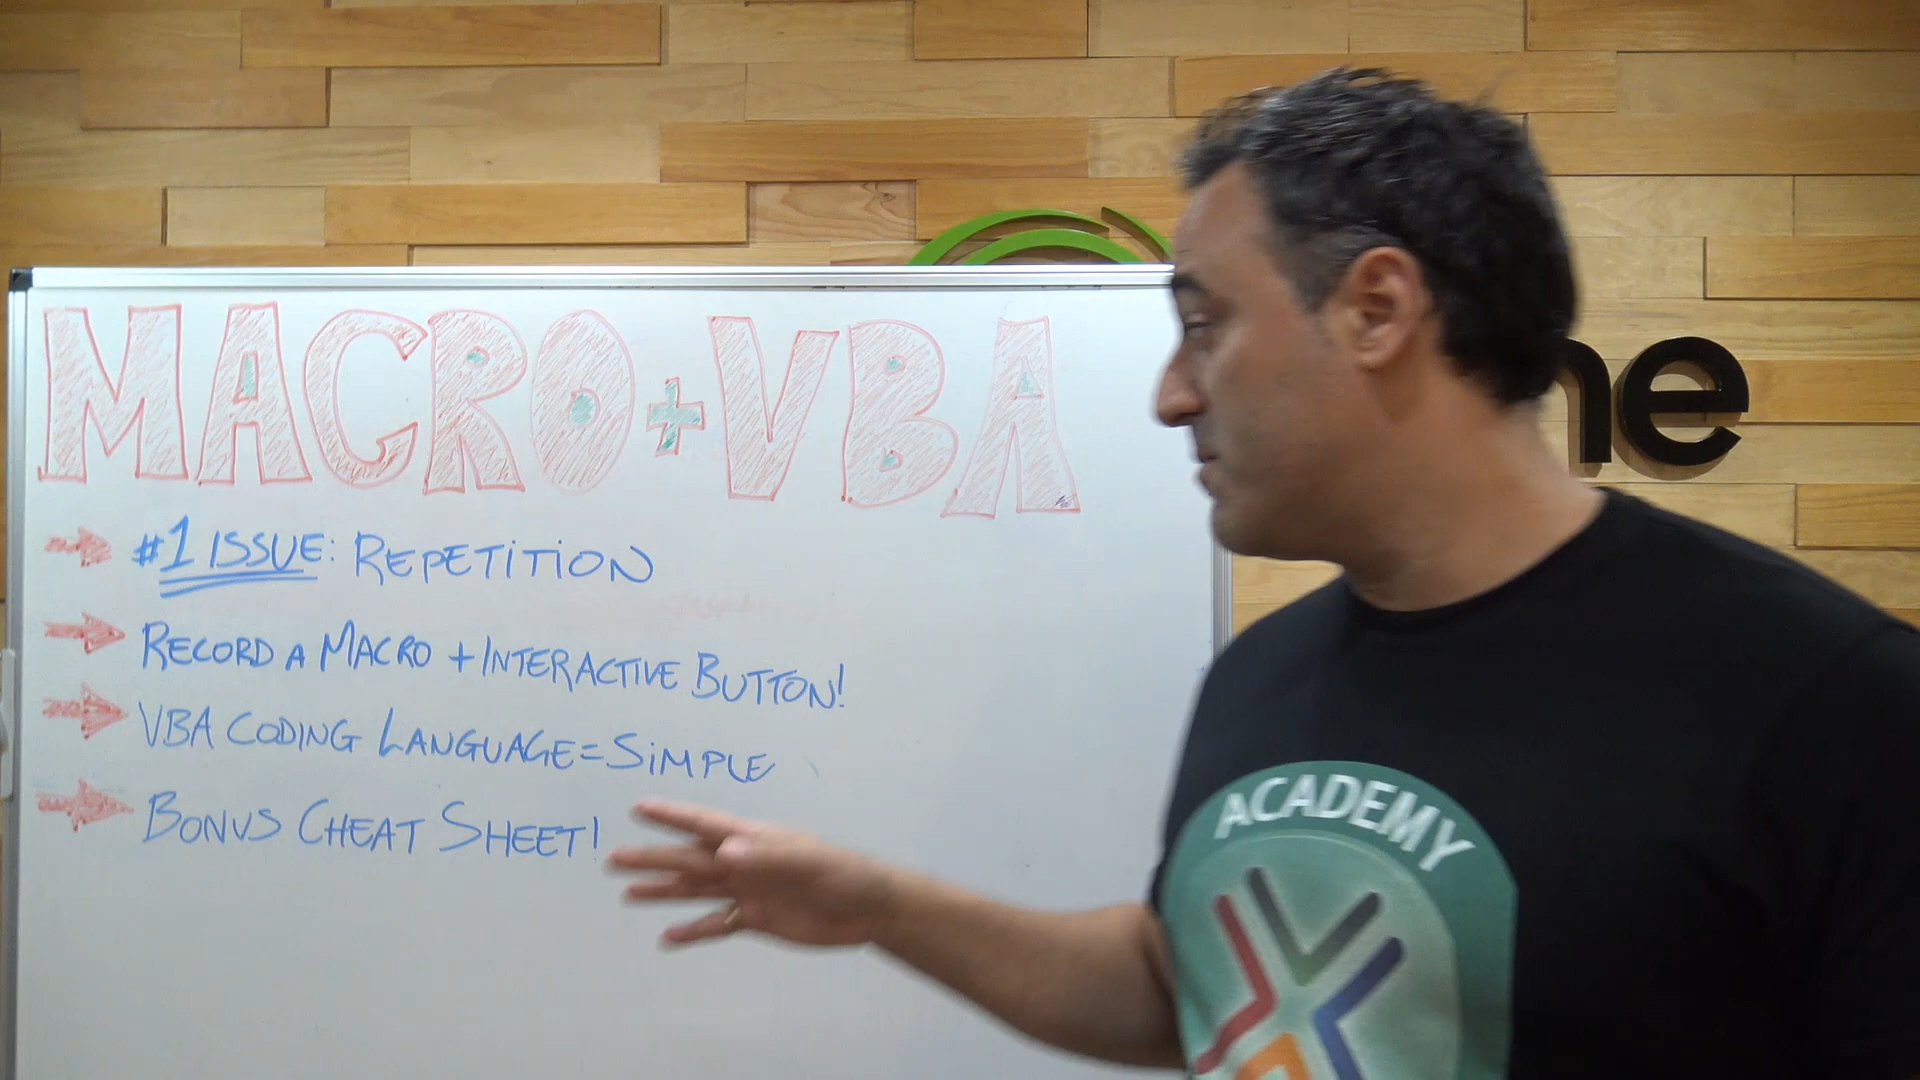 MACRO + VBA
#1 ISSUE: REPETITION
RECORD A MACRO + INTERACTIVE BUTTON!
VBA CODING LANGUAGE = SIMPLE
BONUS CHEAT SHEET!
ne
ACADEMY